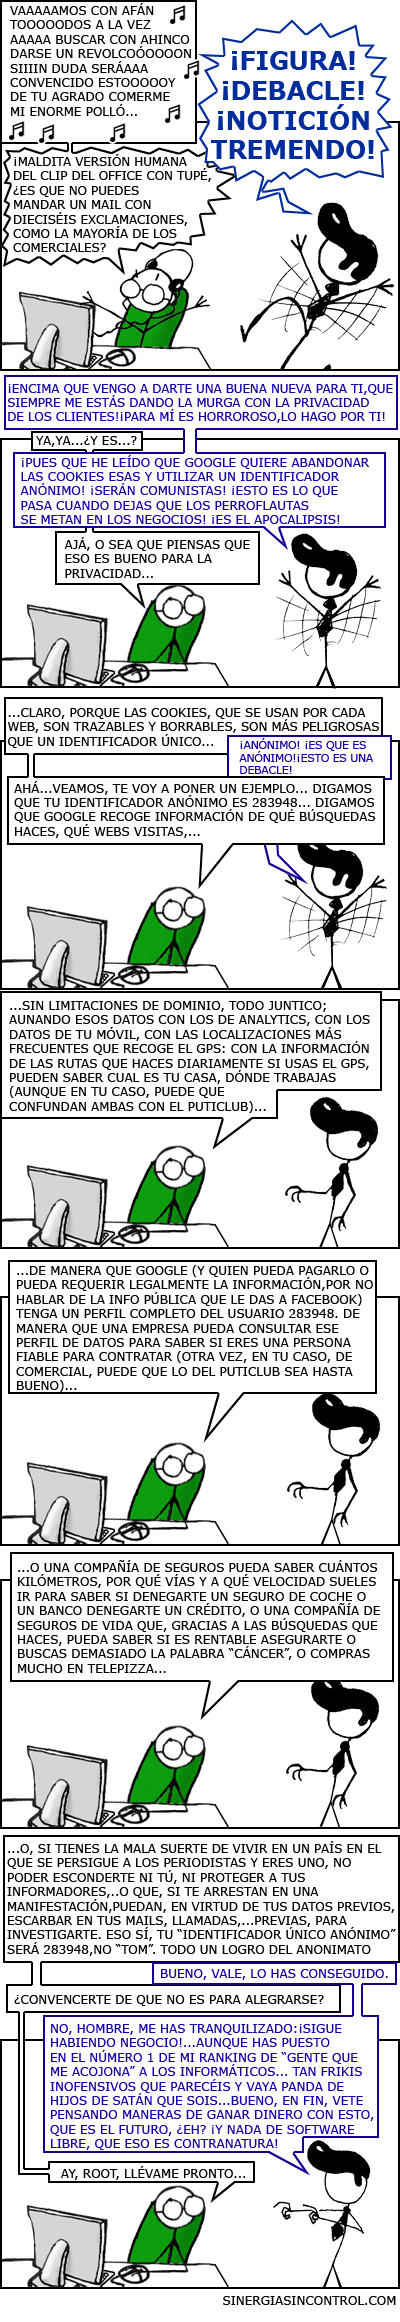 VAAAAAMOS CON AFÁN
TOOOOODOS A LA VEZ
AAAAA BUSCAR CON AHINCO
DARSE UN REVOLCOÓOOOON
SIIIIN DUDA SERÁAAA
CONVENCIDO ESTOOOOOY
DE TU AGRADO COMERME
MI ENORME POLLÓ...
¡FIGURA!
¡DEBACLE!
¡NOTICIÓN
TREMENDO!
¡MALDITA VERSIÓN HUMANA
DEL CLIP DEL OFFICE CON TUPÉ,
¿ES QUE NO PUEDES
MANDAR UN MAIL CON
DIECISÉIS EXCLAMACIONES,
COMO LA MAYORÍA DE LOS
COMERCIALES?
¡ENCIMA QUE VENGO A DARTE UNA BUENA NUEVA PARA TI,QUE
SIEMPRE ME ESTÁS DANDO LA MURGA CON LA PRIVACIDAD
DE LOS CLIENTES!¡PARA MÍ ES HORROROSO,LO HAGO POR TI!
YA,YA...¿Y ES...?
¡PUES QUE HE LEÍDO QUE GOOGLE QUIERE ABANDONAR
LAS COOKIES ESAS Y UTILIZAR UN IDENTIFICADOR
ANÓNIMO! ¡SERÁN COMUNISTAS! ¡ESTO ES LO QUE
PASA CUANDO DEJAS QUE LOS PERROFLAUTAS
SE METAN EN LOS NEGOCIOS! ¡ES EL APOCALIPSIS!
AJÁ, O SEA QUE PIENSAS QUE
ESO ES BUENO PARA LA
PRIVACIDAD...
...CLARO, PORQUE LAS COOKIES, QUE SE USAN POR CADA
WEB, SON TRAZABLES Y BORRABLES, SON MÁS PELIGROSAS
QUE UN IDENTIFICADOR ÚNICO...
¡ANÓNIMO! ¡ES QUE ES
ANÓNIMO!¡ESTO ES UNA
DEBACLE!
AHÁ...VEAMOS, TE VOY A PONER UN EJEMPLO... DIGAMOS
QUE TU IDENTIFICADOR ANÓNIMO ES 283948... DIGAMOS
QUE GOOGLE RECOGE INFORMACIÓN DE QUÉ BÚSQUEDAS
HACES, QUÉ WEBS VISITAS,...
...SIN LIMITACIONES DE DOMINIO, TODO JUNTICO;
AUNANDO ESOS DATOS CON LOS DE ANALYTICS, CON LOS
DATOS DE TU MÓVIL, CON LAS LOCALIZACIONES MÁS
FRECUENTES QUE RECOGE EL GPS: CON LA INFORMACIÓN
DE LAS RUTAS QUE HACES DIARIAMENTE SI USAS EL GPS,
PUEDEN SABER CUAL ES TU CASA, DÓNDE TRABAJAS
(AUNQUE EN TU CASO, PUEDE QUE
CONFUNDAN AMBAS CON EL PUTICLUB)...
...DE MANERA QUE GOOGLE (Y QUIEN PUEDA PAGARLO O
PUEDA REQUERIR LEGALMENTE LA INFORMACIÓN,POR NO
HABLAR DE LA INFO PÚBLICA QUE LE DAS A FACEBOOK)
TENGA UN PERFIL COMPLETO DEL USUARIO 283948. DE
MANERA QUE UNA EMPRESA PUEDA CONSULTAR ESE
PERFIL DE DATOS PARA SABER SI ERES UNA PERSONA
FIABLE PARA CONTRATAR (OTRA VEZ, EN TU CASO, DE
COMERCIAL, PUEDE QUE LO DEL PUTICLUB SEA HASTA
BUENO)...
...O UNA COMPAÑÍA DE SEGUROS PUEDA SABER CUÁNTOS
KILÓMETROS, POR QUÉ VÍAS Y A QUÉ VELOCIDAD SUELES
IR PARA SABER SI DENEGARTE UN SEGURO DE COCHE O
UN BANCO DENEGARTE UN CRÉDITO, O UNA COMPAÑÍA DE
SEGUROS DE VIDA QUE, GRACIAS A LAS BÚSQUEDAS QUE
HACES, PUEDA SABER SI ES RENTABLE ASEGURARTE O
BUSCAS DEMASIADO LA PALABRA "CÁNCER", O COMPRAS
MUCHO EN TELEPIZZA...
...O, SI TIENES LA MALA SUERTE DE VIVIR EN UN PAÍS EN EL
QUE SE PERSIGUE A LOS PERIODISTAS Y ERES UNO, NO
PODER ESCONDERTE NI TÚ, NI PROTEGER A TUS
INFORMADORES,..O QUE, SI TE ARRESTAN EN UNA
MANIFESTACIÓN,PUEDAN, EN VIRTUD DE TUS DATOS PREVIOS,
ESCARBAR EN TUS MAILS, LLAMADAS,...PREVIAS, PARA
INVESTIGARTE. ESO SÍ, TU "IDENTIFICADOR ÚNICO ANÓNIMO"
SERÁ 283948,NO "TOM". TODO UN LOGRO DEL ANONIMATO
BUENO, VALE, LO HAS CONSEGUIDO.
¿CONVENCERTE DE QUE NO ES PARA ALEGRARSE?
NO, HOMBRE, ME HAS TRANQUILIZADO:¡SIGUE
HABIENDO NEGOCIO!...AUNQUE HAS PUESTO
EN EL NÚMERO 1 DE MI RANKING DE "GENTE QUE
ME ACOJONA" A LOS INFORMÁTICOS... TAN FRIKIS
INOFENSIVOS QUE PARECÉIS Y VAYA PANDA DE
HIJOS DE SATÁN QUE SOIS...BUENO, EN FIN, VETE
PENSANDO MANERAS DE GANAR DINERO CON ESTO,
QUE ES EL FUTURO, ¿EH? ¡Y NADA DE SOFTWARE
LIBRE, QUE ESO ES CONTRANATURA!
AY, ROOT, LLÉVAME PRONTO...
SINERGIASINCONTROL.COM